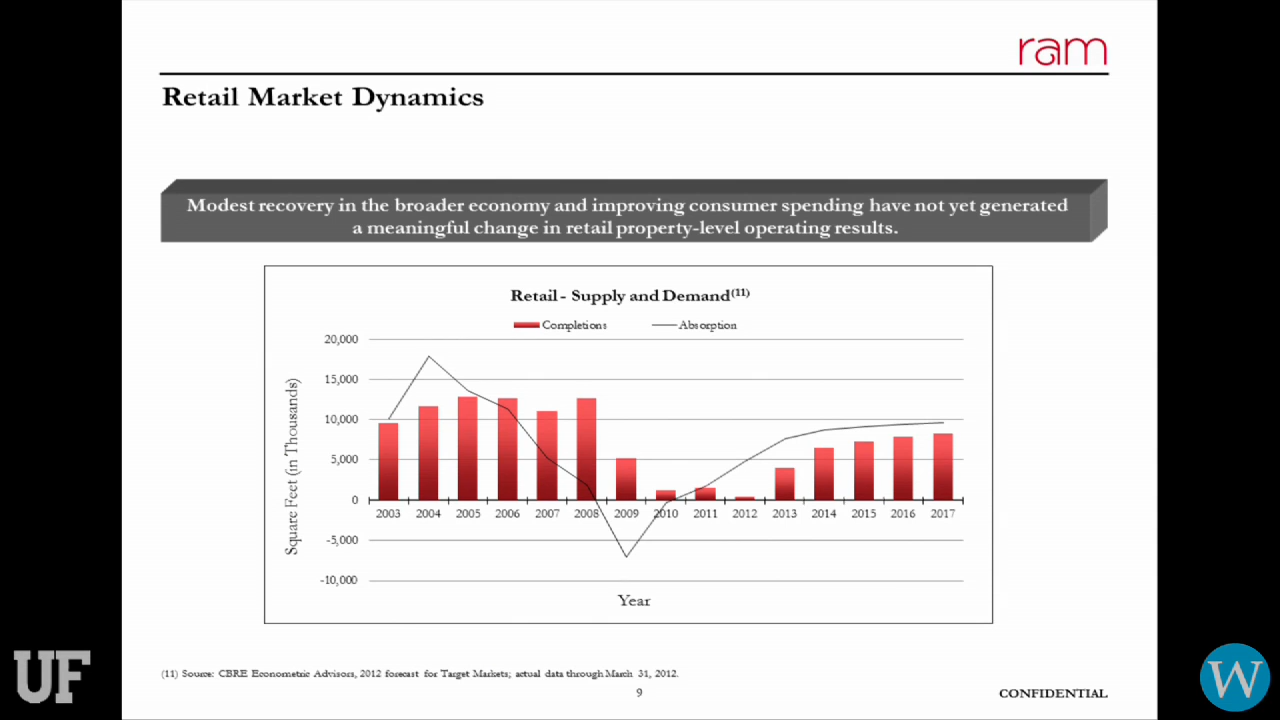 ram
Retail Market Dynamics
Modest recovery in the broader economy and improving consumer spending have not yet generated
a meaningful change in retail property-level operating results.
Retail - Supply and Demand(11)
Completions Absorption
20,000
15,000
10,000
5,000
0
-5,000
-10,000
Square Feet (in Thousands)
2003 2004 2005 2006 2007 2008 2009 2010 2011 2012 2013 2014 2015 2016 2017
Year
(11) Source: CBRE Econometric Advisors, 2012 forecast for Target Markets; actual data through March 31, 2012.
9
CONFIDENTIAL
UF
W